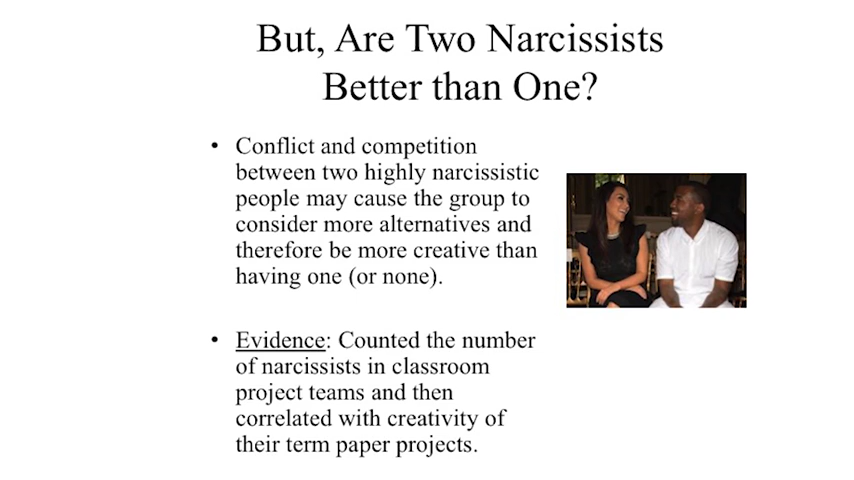 But, Are Two Narcissists
Better than One?
• Conflict and competition
between two highly narcissistic
people may cause the group to
consider more alternatives and
therefore be more creative than
having one (or none).
• Evidence: Counted the number
of narcissists in classroom
project teams and then
correlated with creativity of
their term paper projects.